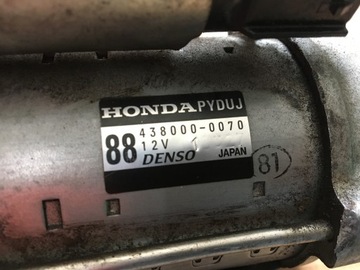 HONDA PYDUJ
88 438000-0070
12V
DENSO JAPAN
81